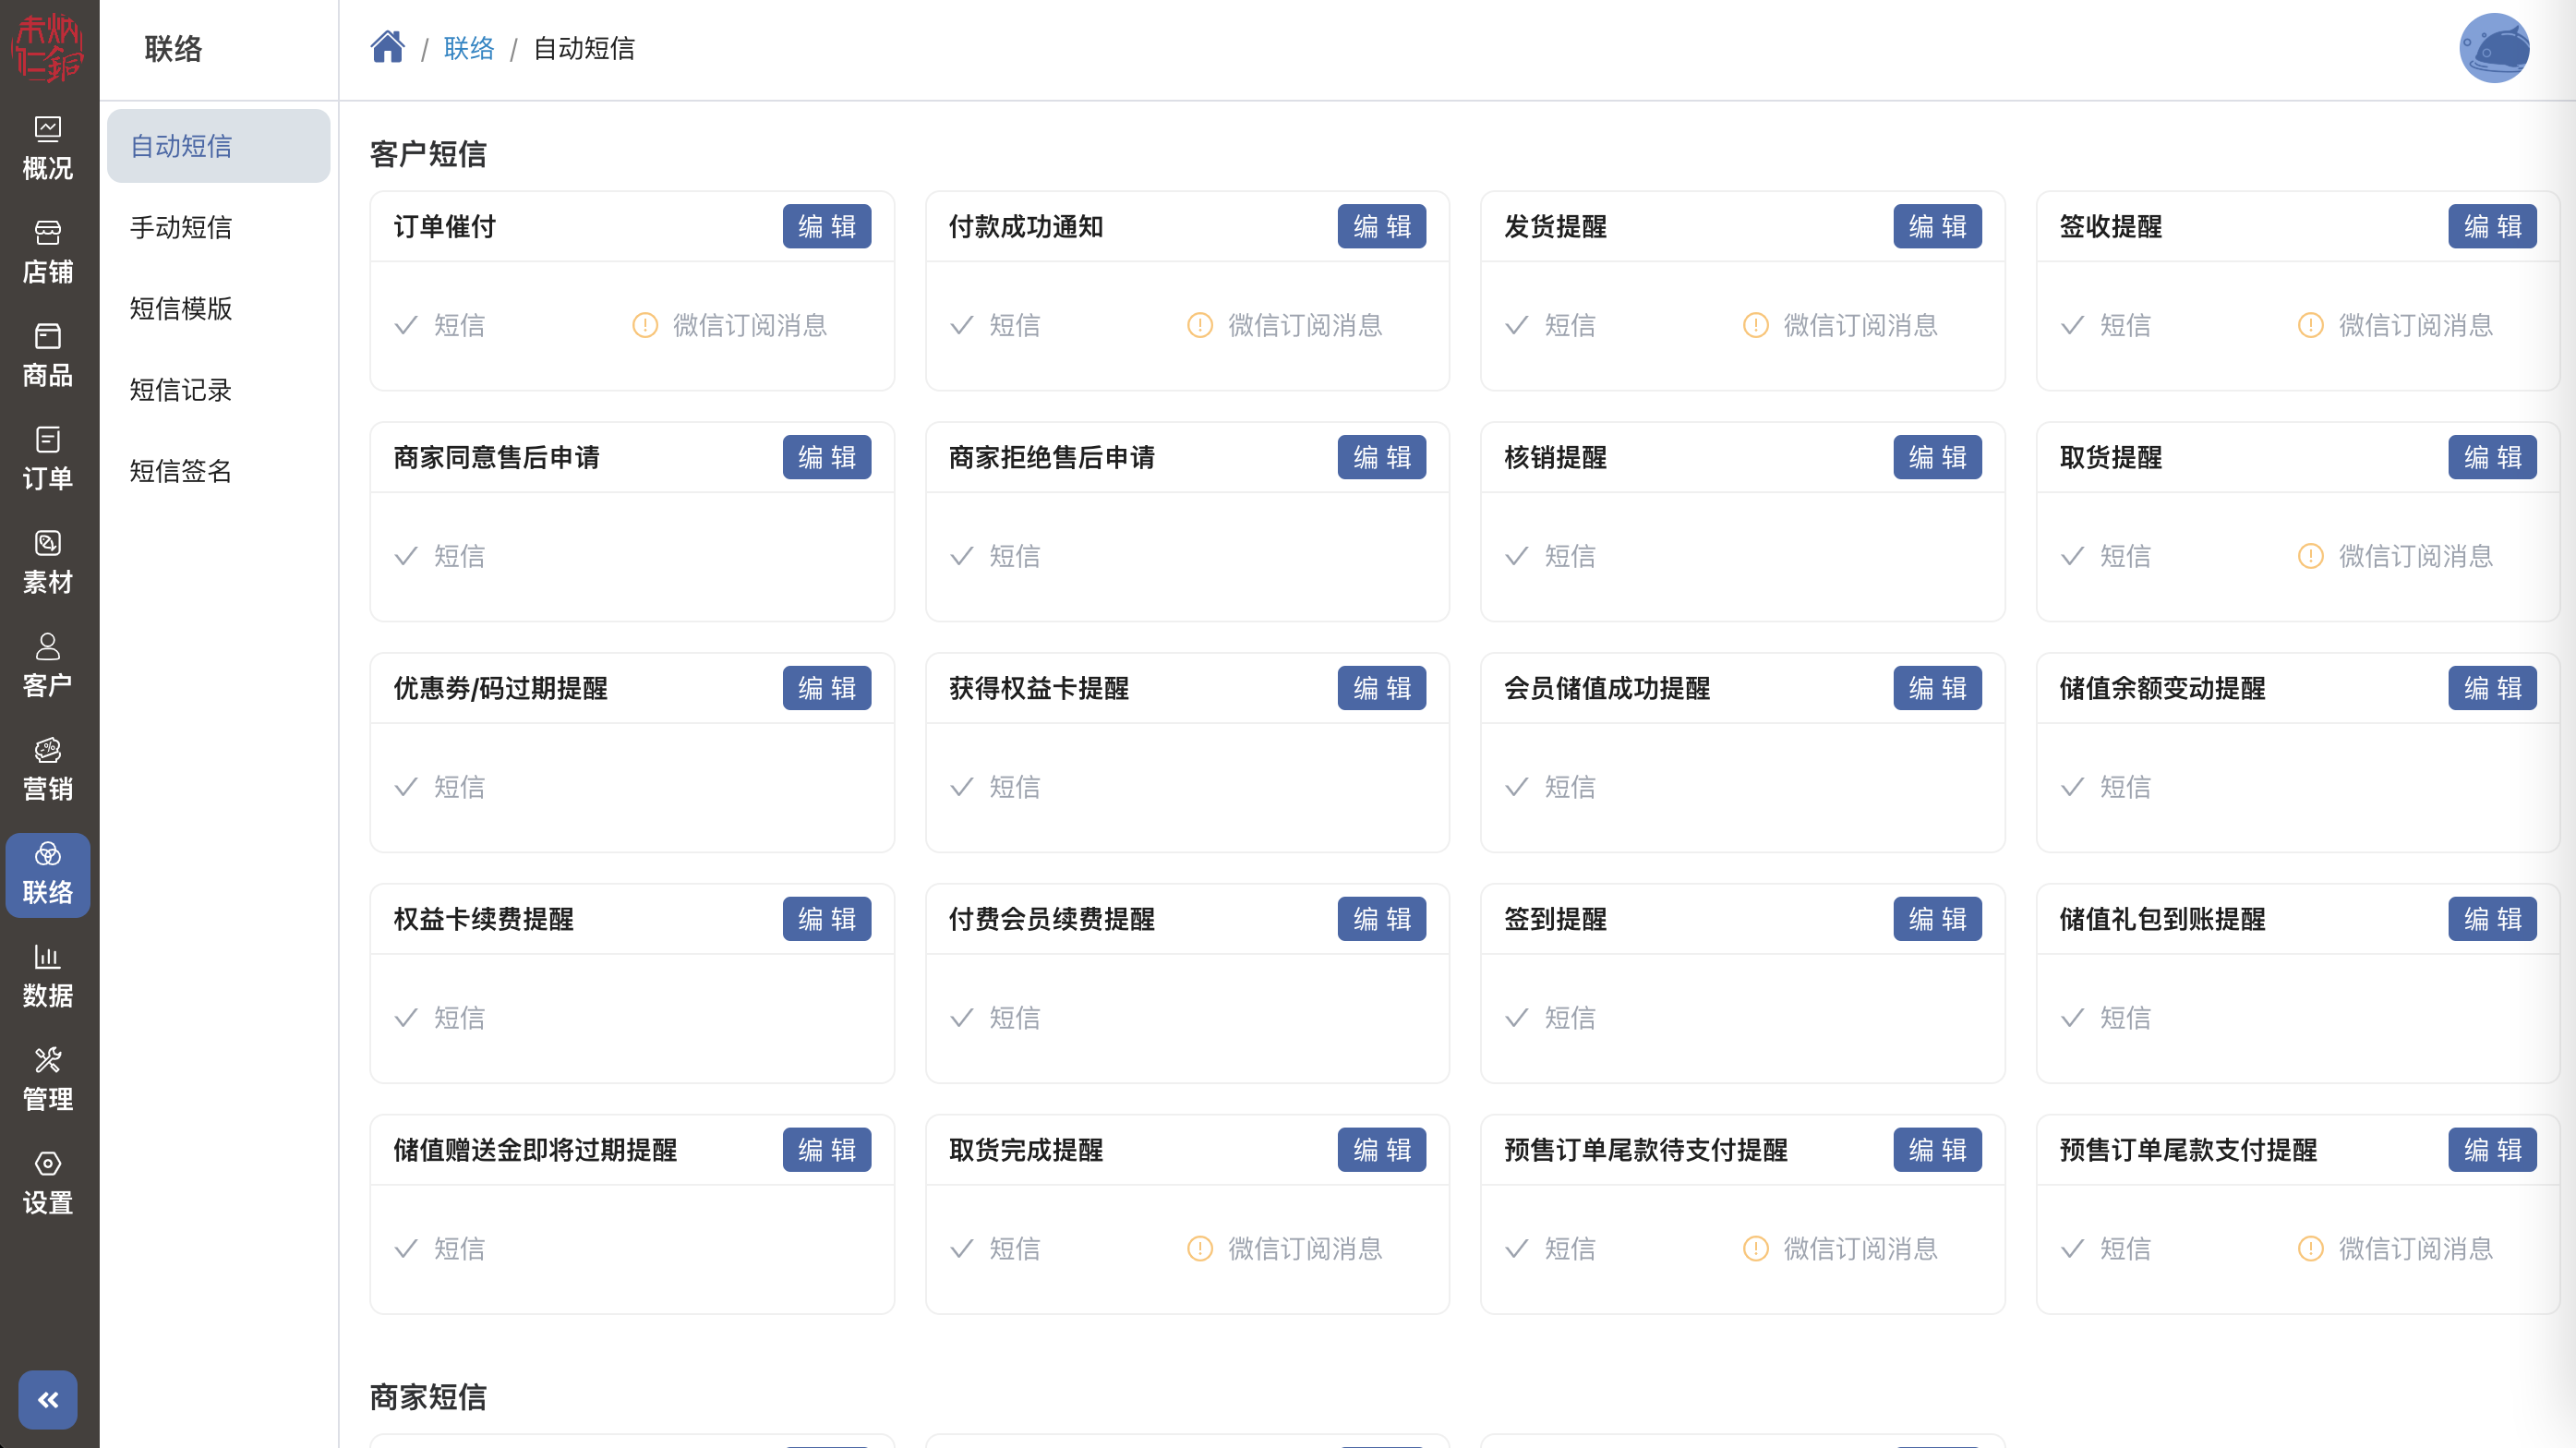 联络
/ 联络 / 自动短信
概况
店铺
商品
订单
素材
客户
营销
联络
数据
管理
设置
自动短信
手动短信
短信模版
短信记录
短信签名
客户短信
订单催付 编辑
短信 微信订阅消息
付款成功通知 编辑
短信 微信订阅消息
发货提醒 编辑
短信 微信订阅消息
签收提醒 编辑
短信 微信订阅消息
商家同意售后申请 编辑
短信
商家拒绝售后申请 编辑
短信
核销提醒 编辑
短信
取货提醒 编辑
短信 微信订阅消息
优惠劵/码过期提醒 编辑
短信
获得权益卡提醒 编辑
短信
会员储值成功提醒 编辑
短信
储值余额变动提醒 编辑
短信
权益卡续费提醒 编辑
短信
付费会员续费提醒 编辑
短信
签到提醒 编辑
短信
储值礼包到账提醒 编辑
短信
储值赠送金即将过期提醒 编辑
短信
取货完成提醒 编辑
短信 微信订阅消息
预售订单尾款待支付提醒 编辑
短信 微信订阅消息
预售订单尾款支付提醒 编辑
短信 微信订阅消息
商家短信